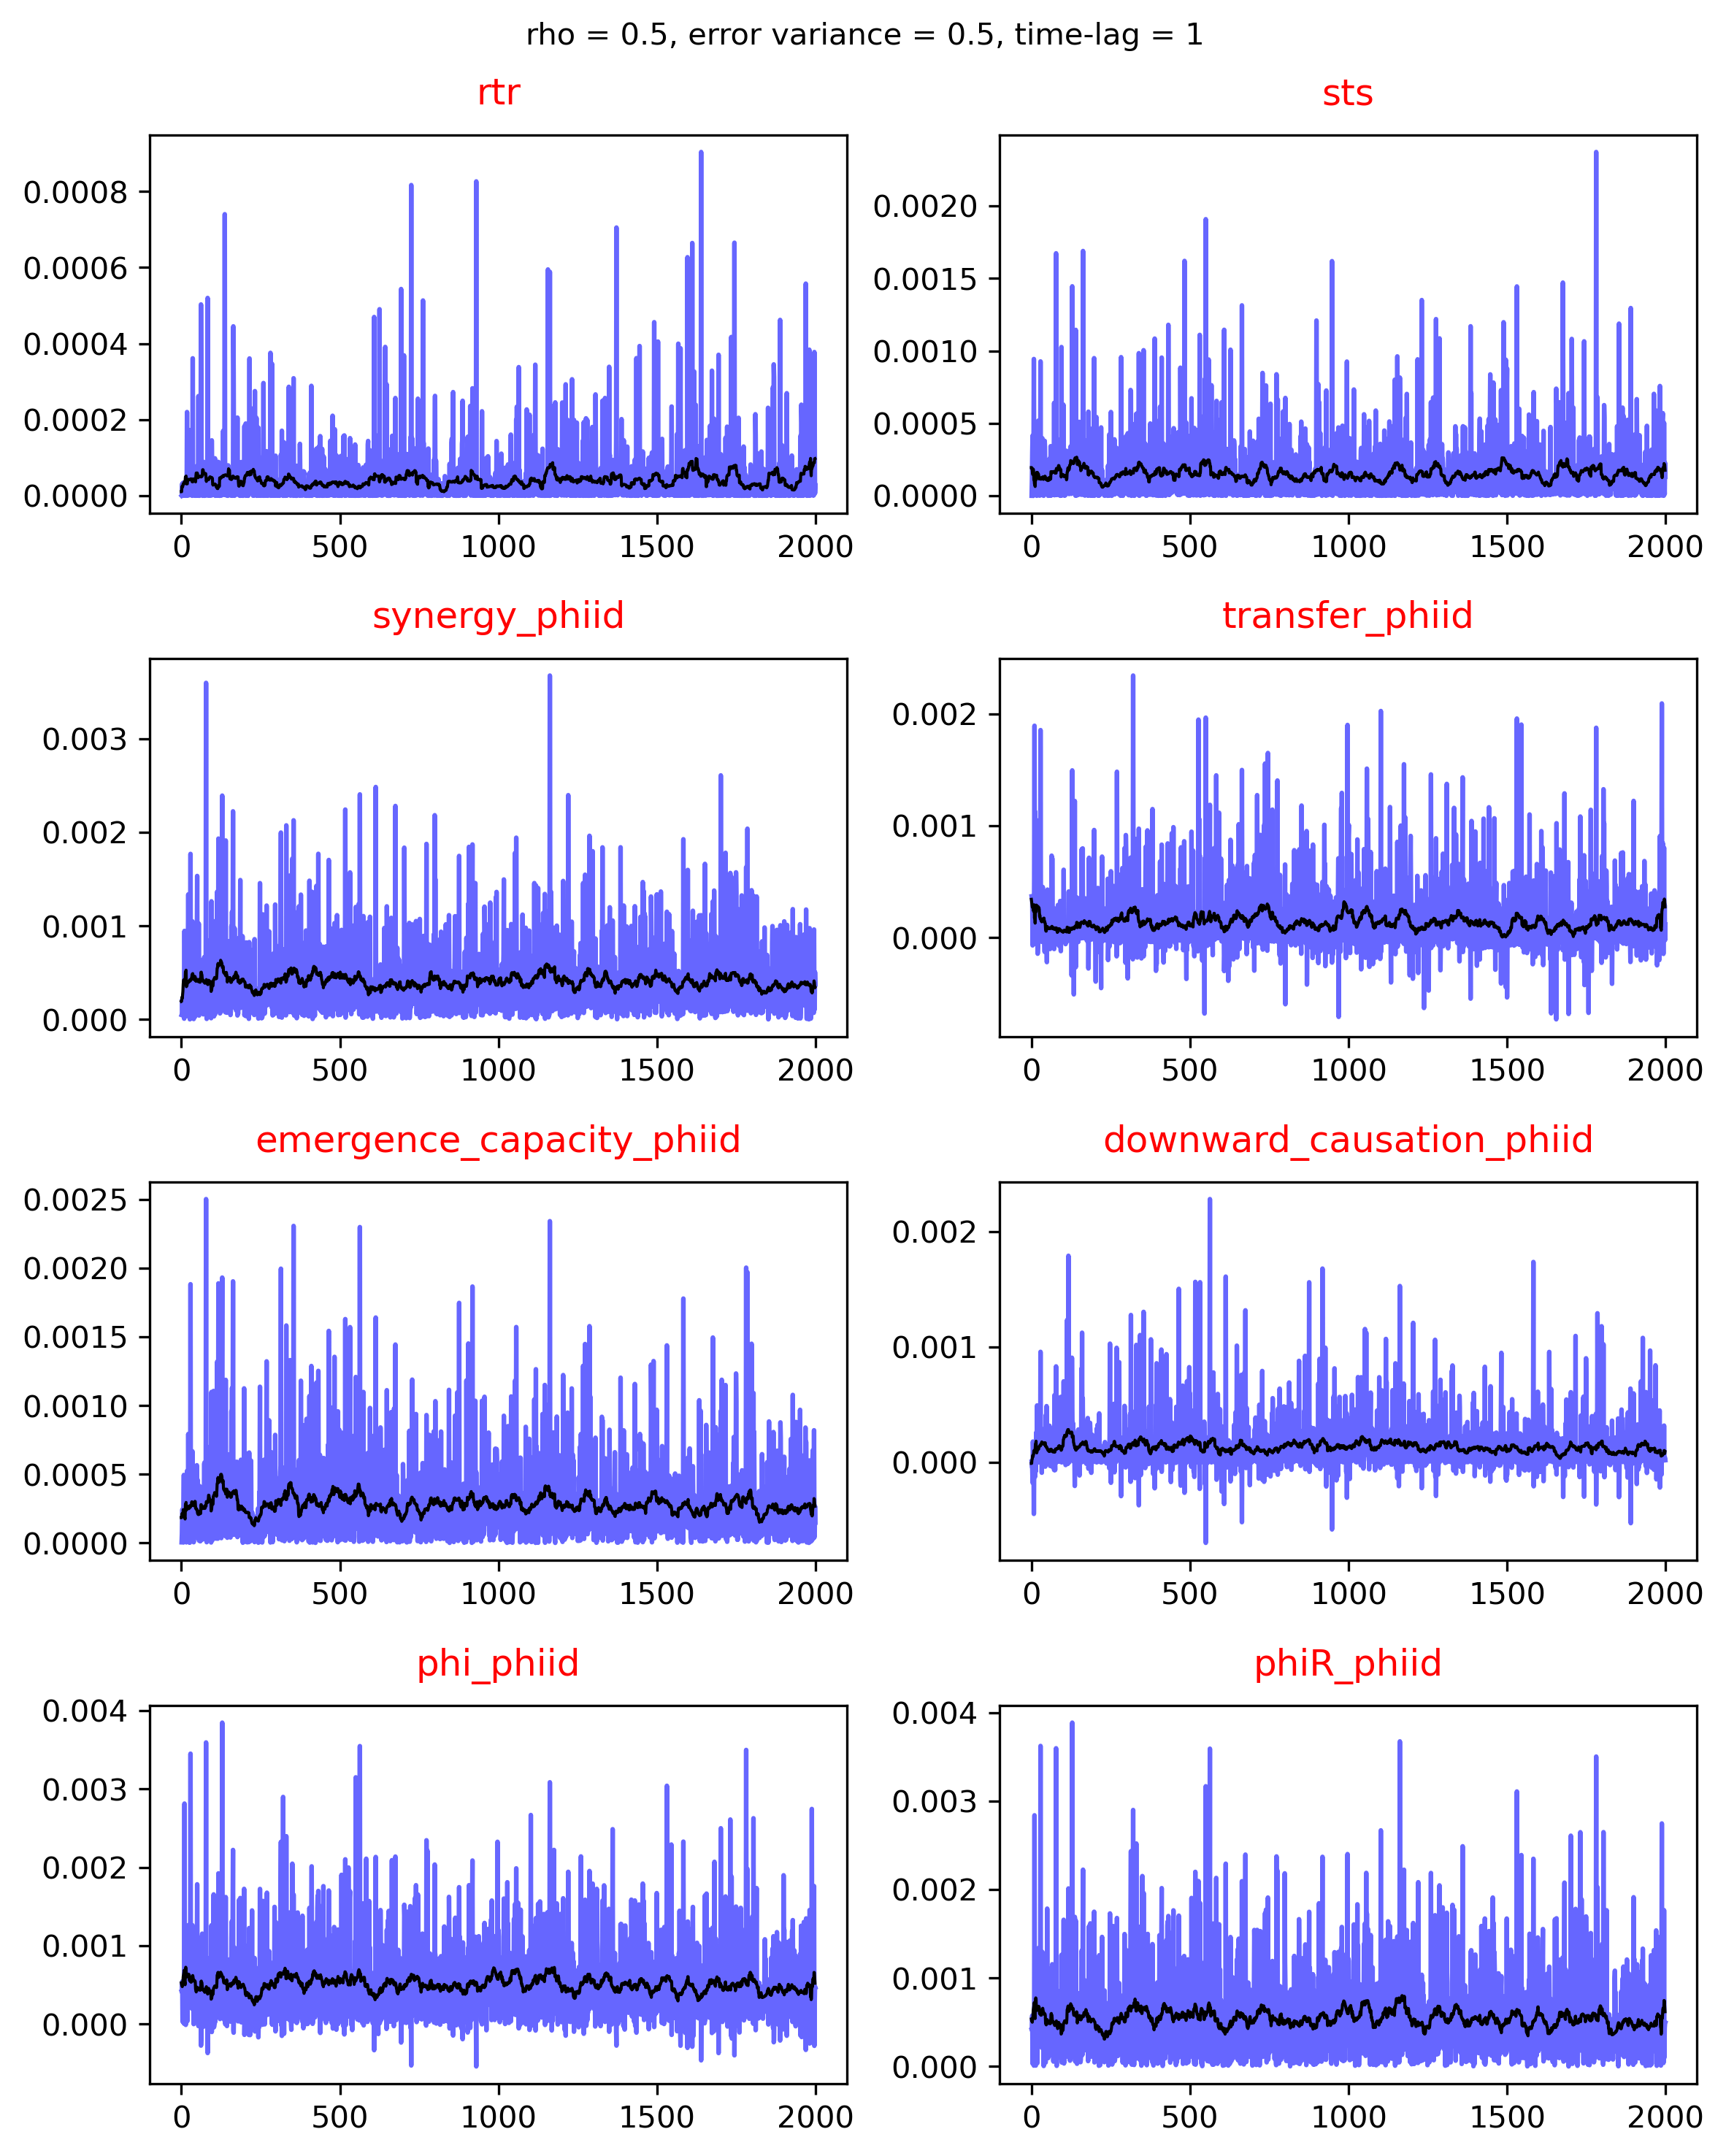 rho = 0.5, error variance = 0.5, time-lag = 1
rtr
0.0008
0.0006
0.0004
0.0002
0.0000
0 500 1000 1500 2000
sts
0.0020
0.0015
0.0010
0.0005
0.0000
0 500 1000 1500 2000
synergy_phiid
0.003
0.002
0.001
0.000
0 500 1000 1500 2000
transfer_phiid
0.002
0.001
0.000
0 500 1000 1500 2000
emergence_capacity_phiid
0.0025
0.0020
0.0015
0.0010
0.0005
0.0000
0 500 1000 1500 2000
downward_causation_phiid
0.002
0.001
0.000
0 500 1000 1500 2000
phi_phiid
0.004
0.003
0.002
0.001
0.000
0 500 1000 1500 2000
phiR_phiid
0.004
0.003
0.002
0.001
0.000
0 500 1000 1500 2000